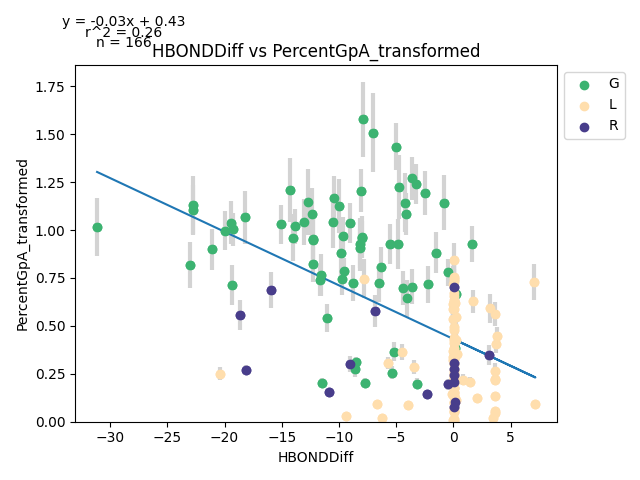 y = -0.03x + 0.43
r^2 = 0.26
n = 166
HBONDDiff vs PercentGpA_transformed
G
L
R
PercentGpA_transformed
1.75
1.50
1.25
1.00
0.75
0.50
0.25
0.00
−30
−25
−20
−15
−10
−5
0
5
HBONDDiff